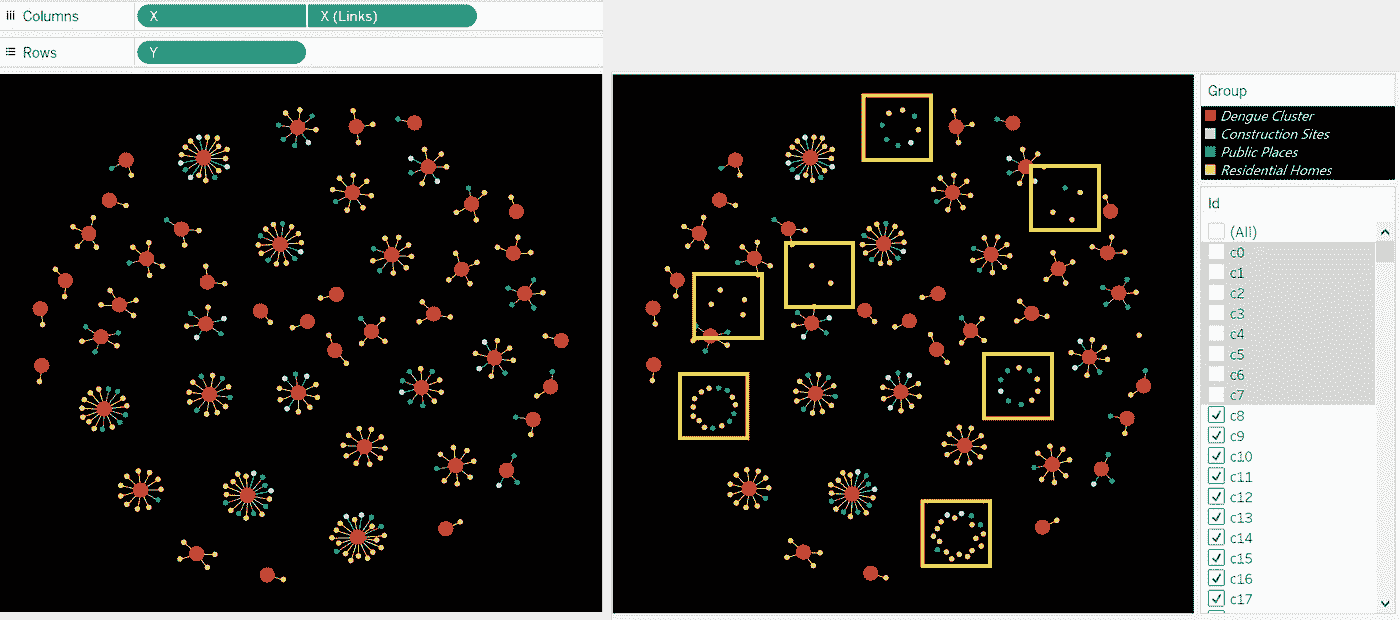 Columns
X
X (Links)
Rows
Y
Group
Dengue Cluster
Construction Sites
Public Places
Residential Homes
Id
(All)
c0
c1
c2
c3
c4
c5
c6
c7
c8
c9
c10
c11
c12
c13
c14
c15
c16
c17